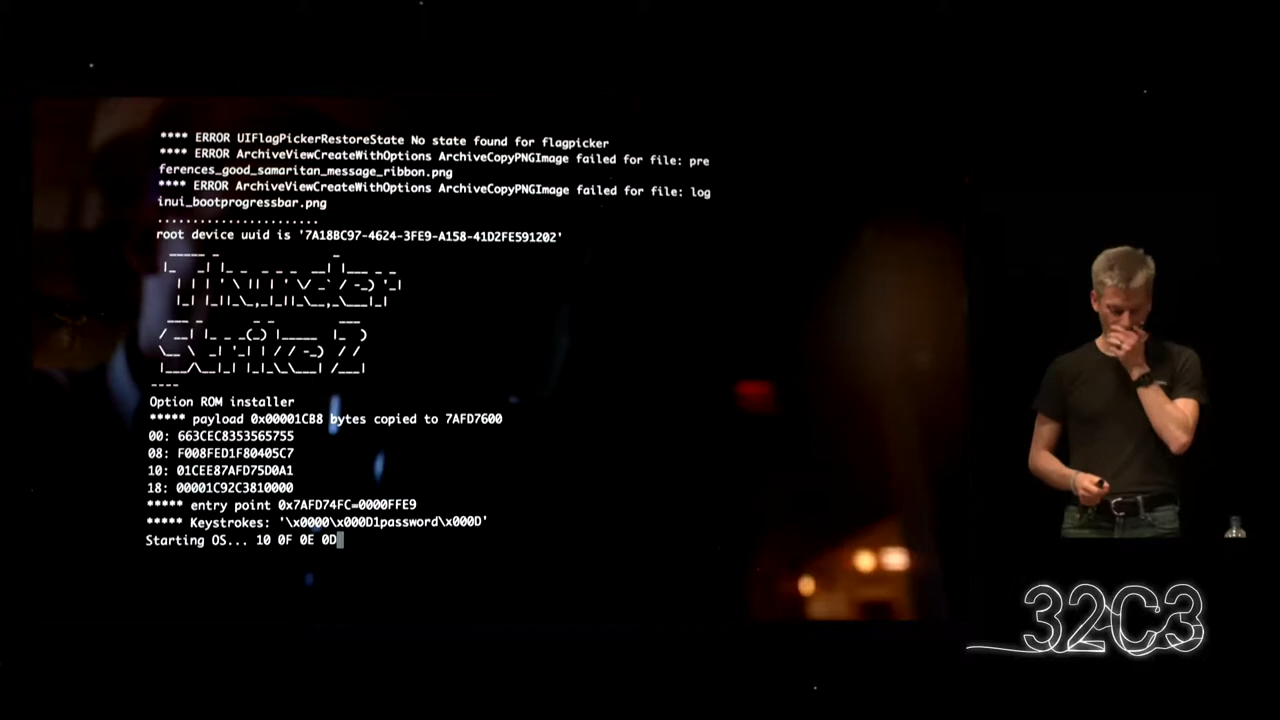 **** ERROR UIFlagPickerRestoreState No state found for flagpicker
**** ERROR ArchiveViewCreateWithOptions ArchiveCopyPNGImage failed for file: pre
ferences_good_samaritan_message_ribbon.png
**** ERROR ArchiveViewCreateWithOptions ArchiveCopyPNGImage failed for file: log
inui_bootprogressbar.png
.......................
root device uuid is '7A18BC97-4624-3FE9-A158-41D2FE591202'
Thunder
Strike 2
----
Option ROM installer
***** payload 0x00001CB8 bytes copied to 7AFD7600
00: 663CEC8353565755
08: F008FED1F80405C7
10: 01CEE87AFD75D0A1
18: 00001C92C3810000
***** entry point 0x7AFD74FC=0000FFE9
***** Keystrokes: '\x0000\x000D1password\x000D'
Starting OS... 10 0F 0E 0D
32C3